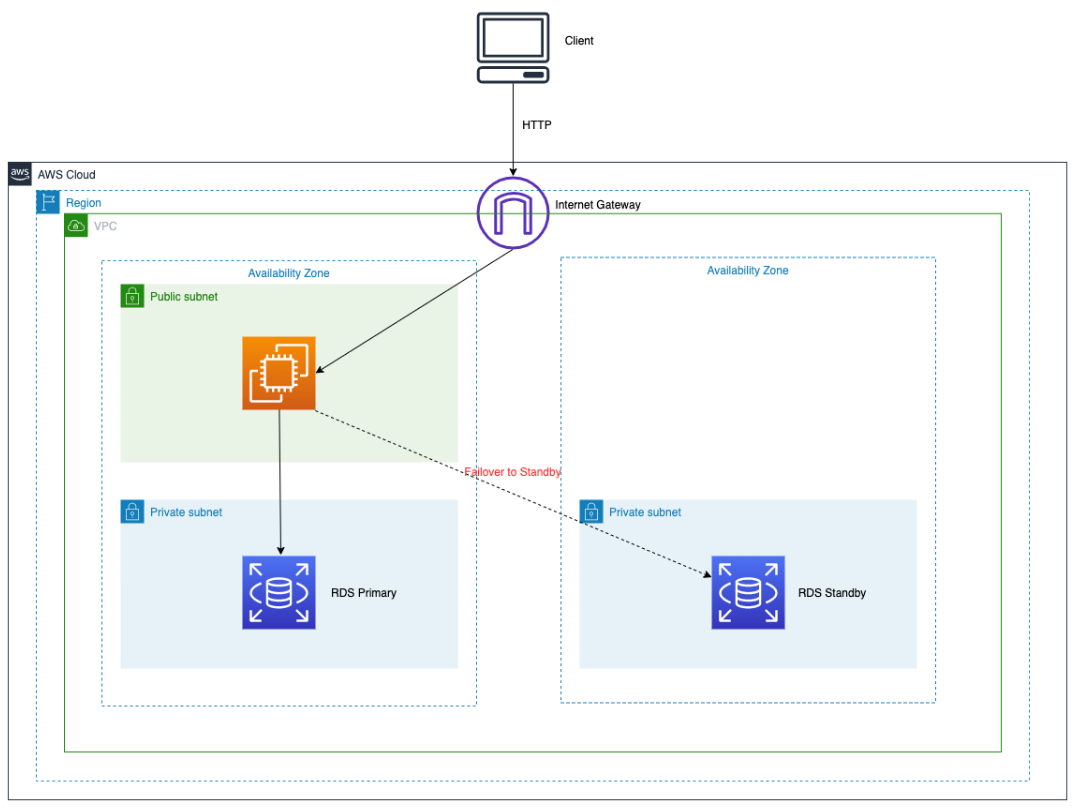 Client
HTTP
aws
AWS Cloud
Region
Internet Gateway
VPC
Availability Zone
Availability Zone
Public subnet
Failover to Standby
Private subnet
Private subnet
RDS Primary
RDS Standby